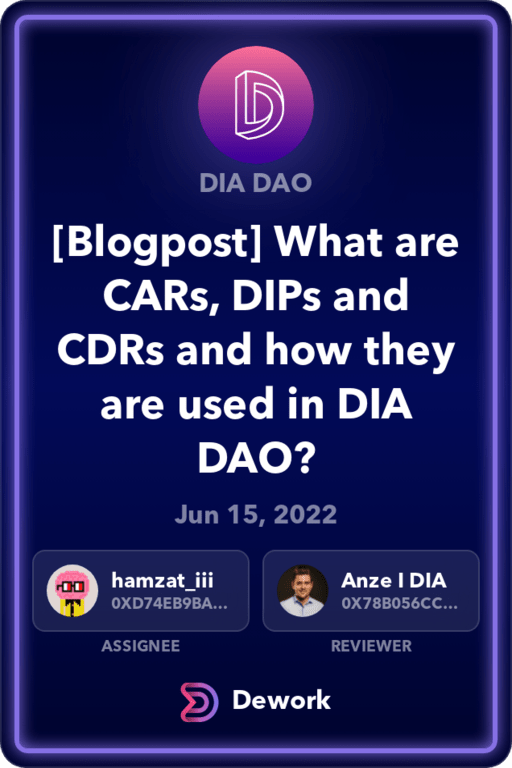 DIA DAO
[Blogpost] What are
CARs, DIPs and
CDRs and how they
are used in DIA
DAO?
Jun 15, 2022
hamzat_iii
0XD74EB9BA...
Anze I DIA
0X78B056CC...
ASSIGNEE
REVIEWER
Dework